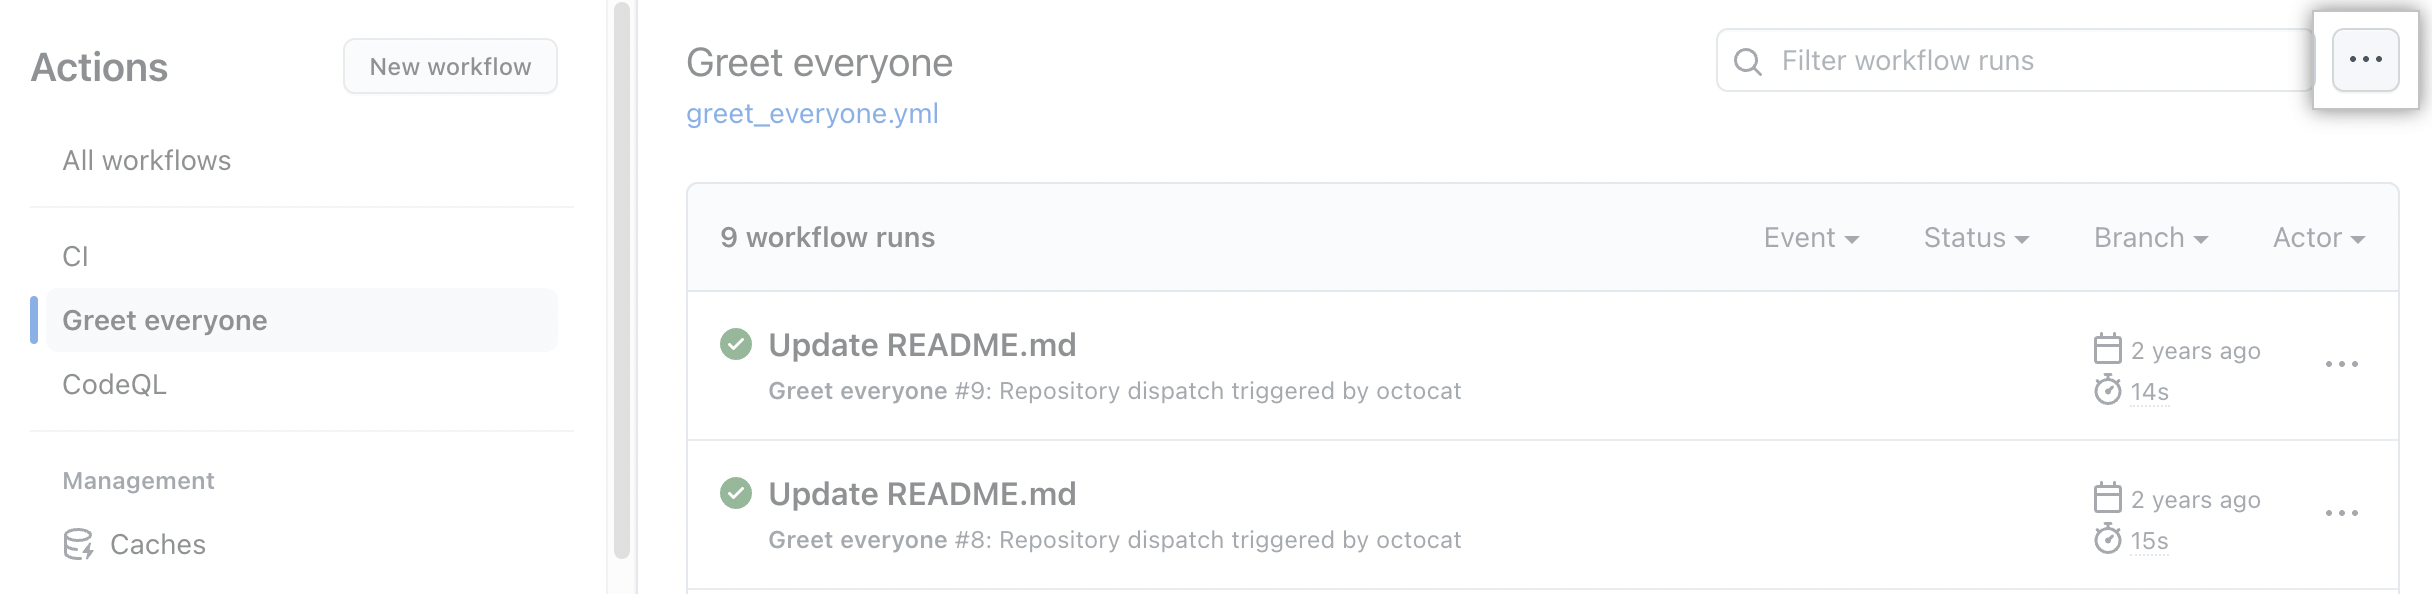 Actions
New workflow
All workflows
CI
Greet everyone
CodeQL
Management
Caches
Greet everyone
greet_everyone.yml
Filter workflow runs
9 workflow runs
Event
Status
Branch
Actor
Update README.md
Greet everyone #9: Repository dispatch triggered by octocat
2 years ago
14s
Update README.md
Greet everyone #8: Repository dispatch triggered by octocat
2 years ago
15s